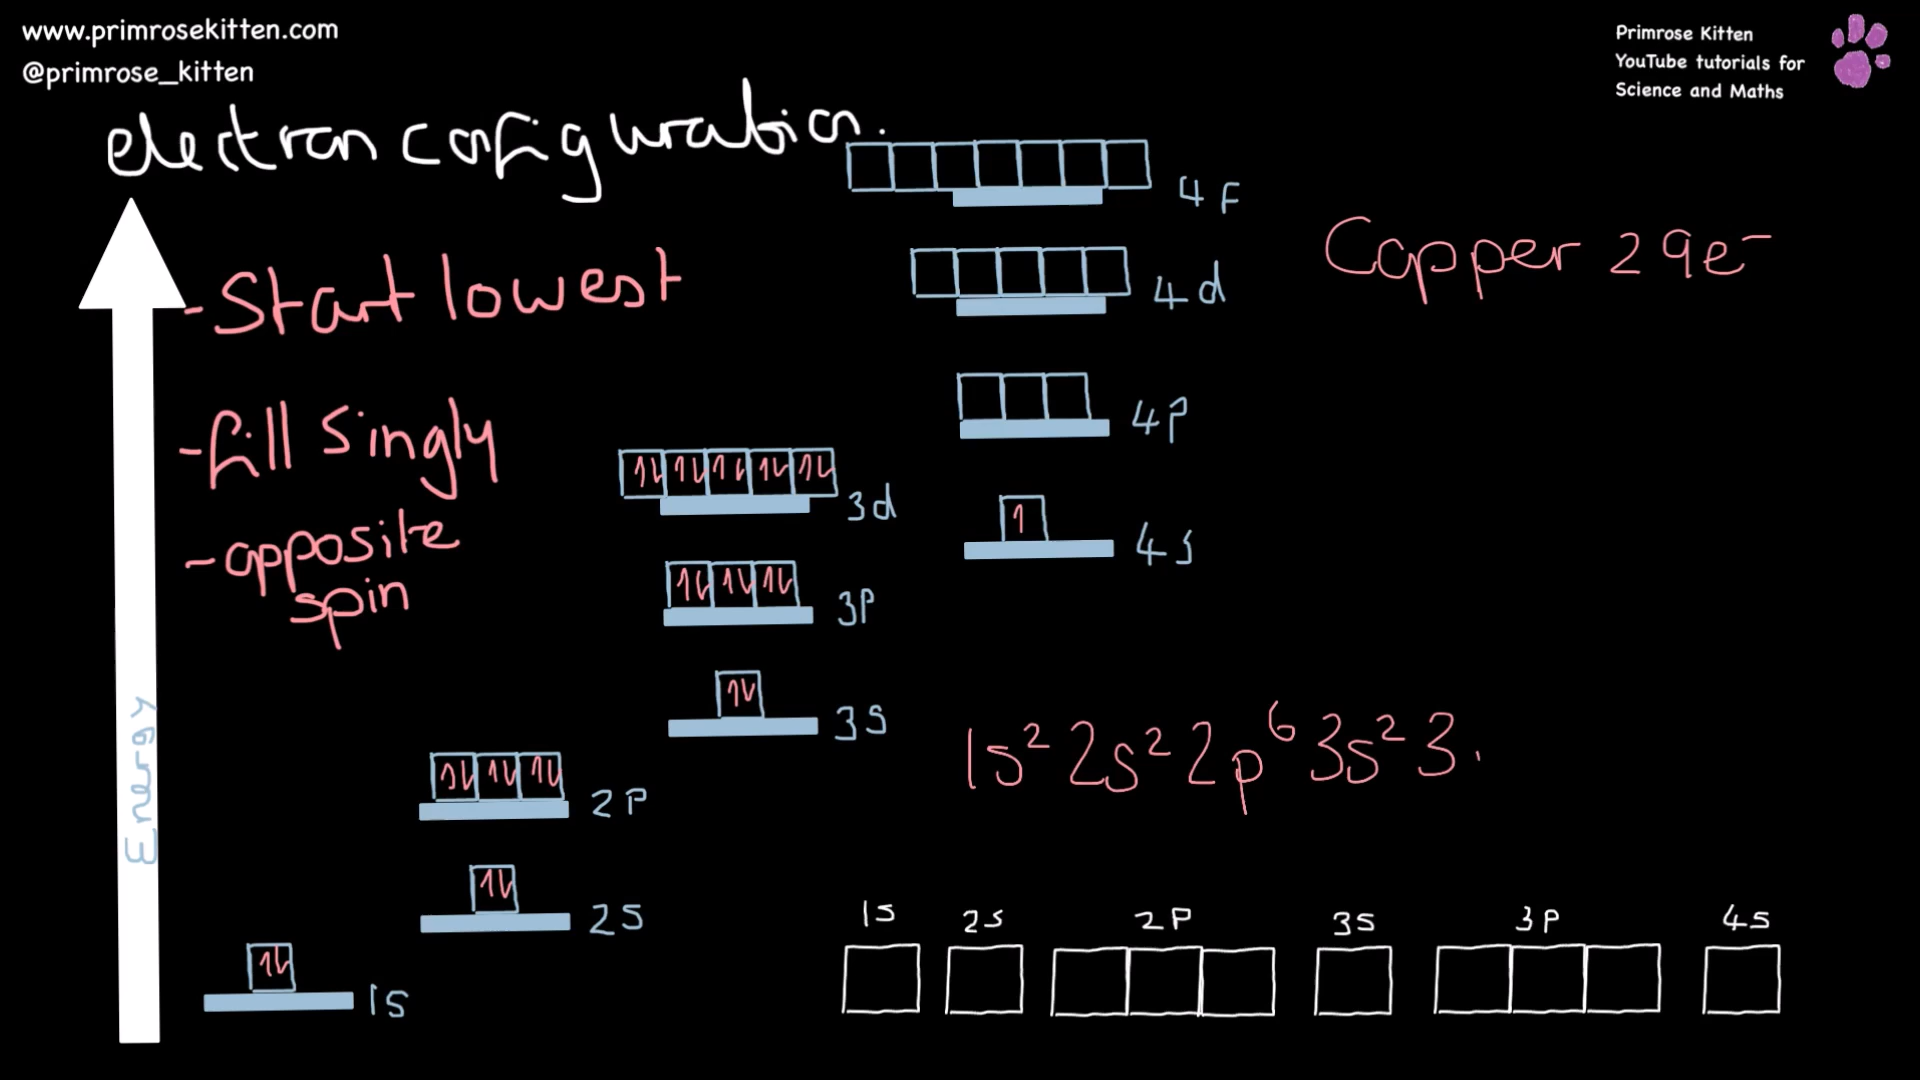 www.primrosekitten.com
@primrose_kitten
Primrose Kitten
YouTube tutorials for
Science and Maths
electron configuration.
- Start lowest
- fill singly
- opposite
spin
Energy
Copper 29e⁻
4f
4d
4p
4s
3d
3p
3s
2p
2s
1s
1s² 2s² 2p⁶ 3s² 3.
1s 2s 2p 3s 3p 4s